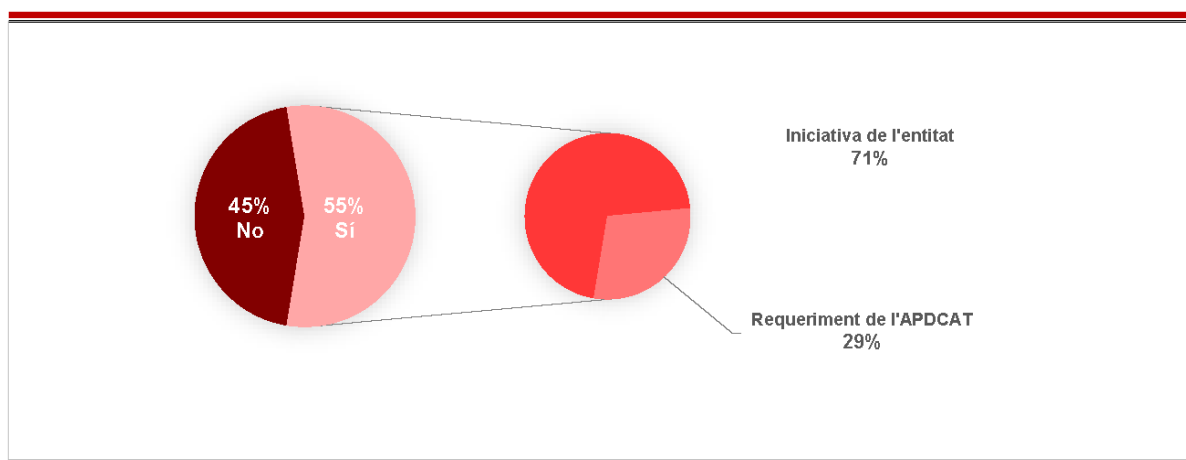 45%
No
55%
Sí
Iniciativa de l'entitat
71%
Requeriment de l'APDCAT
29%